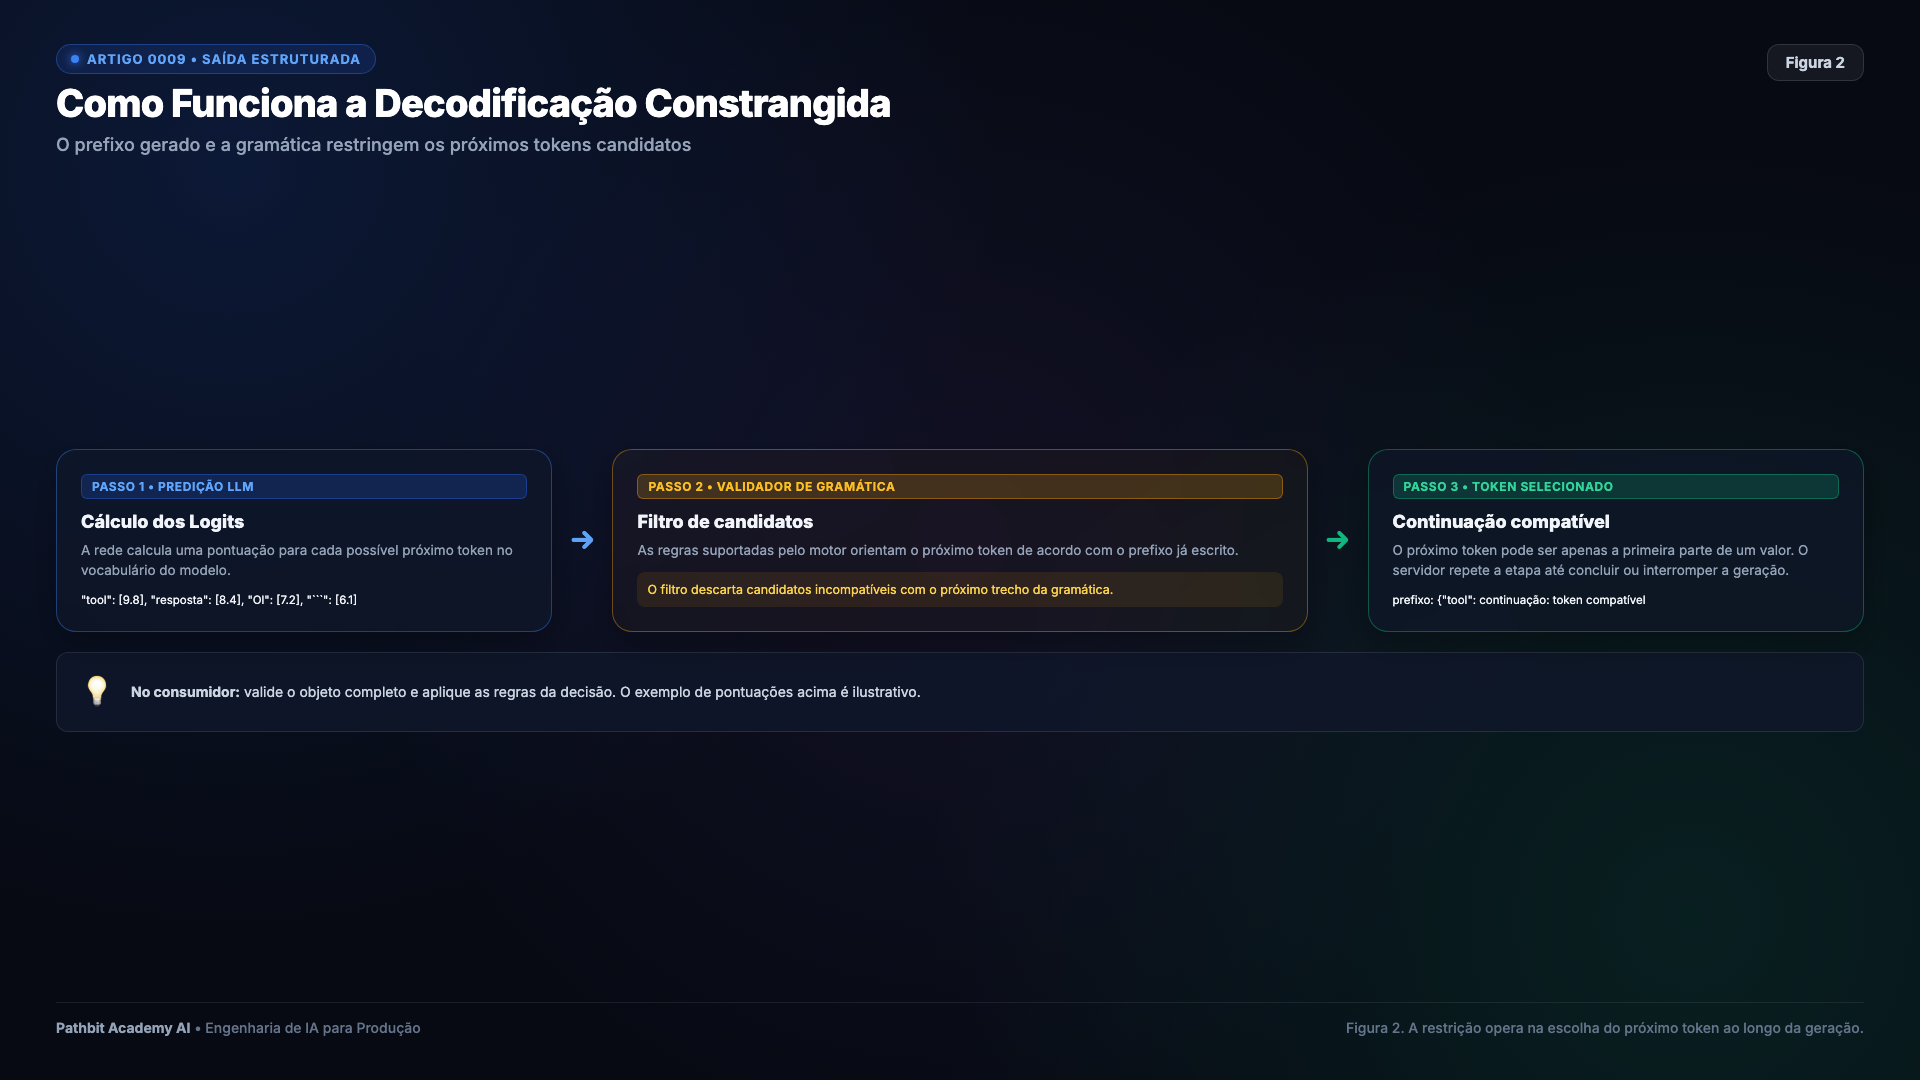 ARTIGO 0009 • SAÍDA ESTRUTURADA
Figura 2
Como Funciona a Decodificação Constrangida
O prefixo gerado e a gramática restringem os próximos tokens candidatos
PASSO 1 • PREDIÇÃO LLM
Cálculo dos Logits
A rede calcula uma pontuação para cada possível próximo token no
vocabulário do modelo.
"tool": [9.8], "resposta": [8.4], "Ol": [7.2], "```": [6.1]
PASSO 2 • VALIDADOR DE GRAMÁTICA
Filtro de candidatos
As regras suportadas pelo motor orientam o próximo token de acordo com o prefixo já escrito.
O filtro descarta candidatos incompatíveis com o próximo trecho da gramática.
PASSO 3 • TOKEN SELECIONADO
Continuação compatível
O próximo token pode ser apenas a primeira parte de um valor. O
servidor repete a etapa até concluir ou interromper a geração.
prefixo: {"tool": continuação: token compatível
No consumidor: valide o objeto completo e aplique as regras da decisão. O exemplo de pontuações acima é ilustrativo.
Pathbit Academy AI • Engenharia de IA para Produção
Figura 2. A restrição opera na escolha do próximo token ao longo da geração.